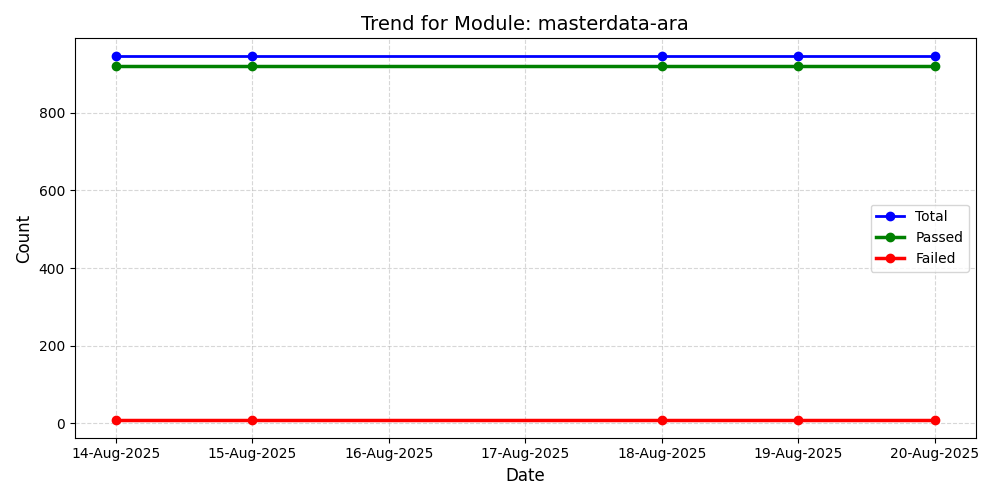 Trend for Module: masterdata-ara
Count
800
600
400
200
0
Total
Passed
Failed
14-Aug-2025 15-Aug-2025 16-Aug-2025 17-Aug-2025 18-Aug-2025 19-Aug-2025 20-Aug-2025
Date